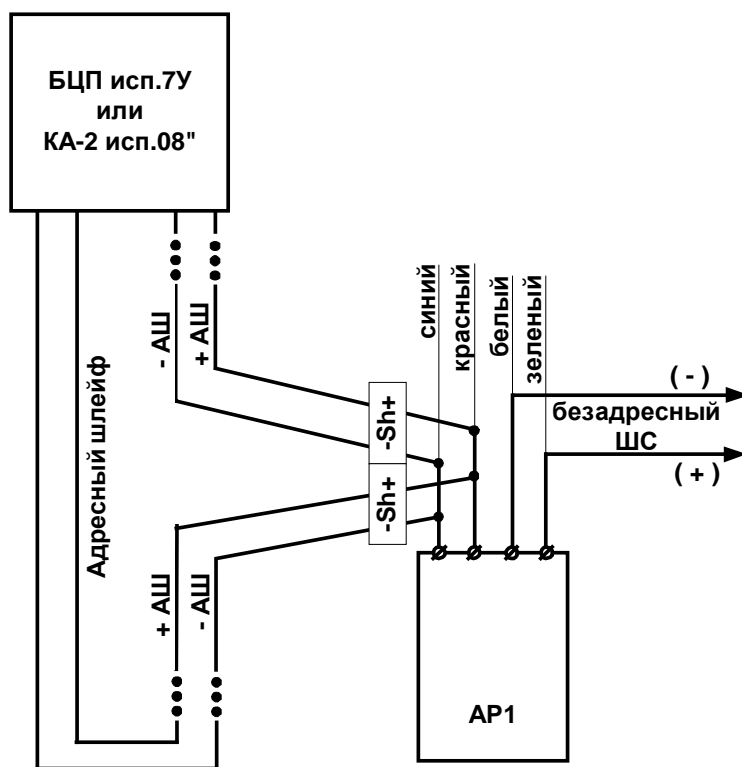 БЦП исп.7У
или
КА-2 исп.08"
- АШ
+ АШ
синий
красный
белый
зеленый
( - )
безадресный
ШС
( + )
-Sh+
-Sh+
Адресный шлейф
+ АШ
- АШ
АР1